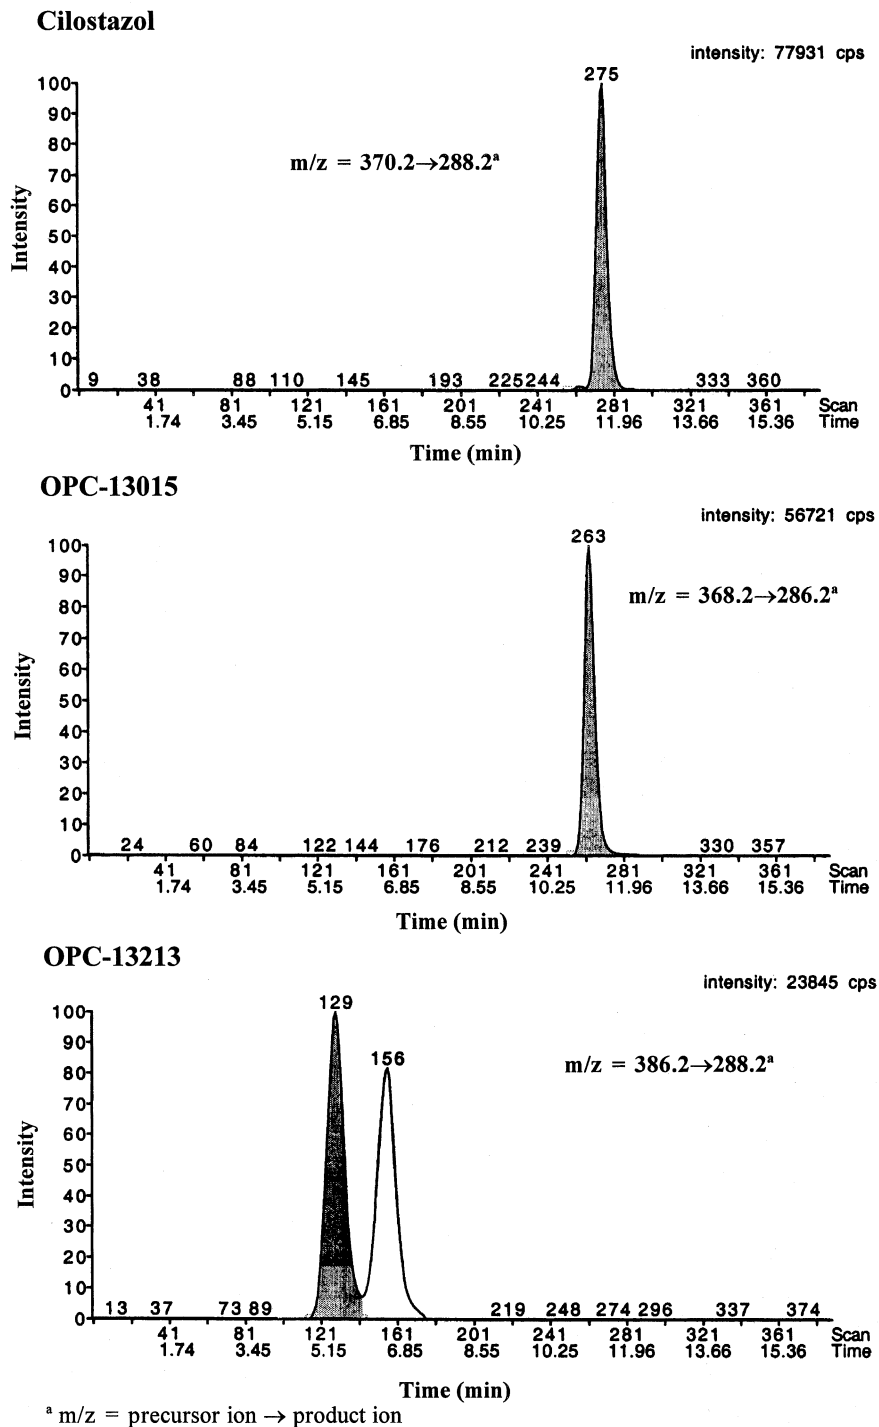 Cilostazol
intensity: 77931 cps
275
100
90
80
m/z = 370.2→288.2ᵃ
70
60
50
Intensity
40
30
20
10
9 38 88 110 145 193 225 244 333 360
0
41 81 121 161 201 241 281 321 361 Scan
1.74 3.45 5.15 6.85 8.55 10.25 11.96 13.66 15.36 Time
Time (min)
OPC-13015
intensity: 56721 cps
263
100
90
m/z = 368.2→286.2ᵃ
80
70
60
50
Intensity
40
30
20
10
24 60 84 122 144 176 212 239 330 357
0
41 81 121 161 201 241 281 321 361 Scan
1.74 3.45 5.15 6.85 8.55 10.25 11.96 13.66 15.36 Time
Time (min)
OPC-13213
intensity: 23845 cps
129
100
90
156
m/z = 386.2→288.2ᵃ
80
70
60
50
Intensity
40
30
20
10
13 37 73 89 219 248 274 296 337 374
0
41 81 121 161 201 241 281 321 361 Scan
1.74 3.45 5.15 6.85 8.55 10.25 11.96 13.66 15.36 Time
Time (min)
ᵃ m/z = precursor ion → product ion